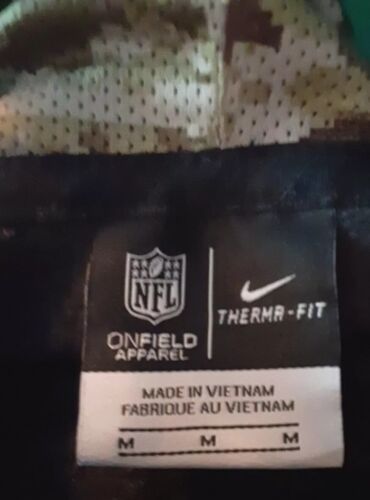 NFL
ONFIELD
APPAREL
THERMA-FIT
MADE IN VIETNAM
FABRIQUE AU VIETNAM
M M M